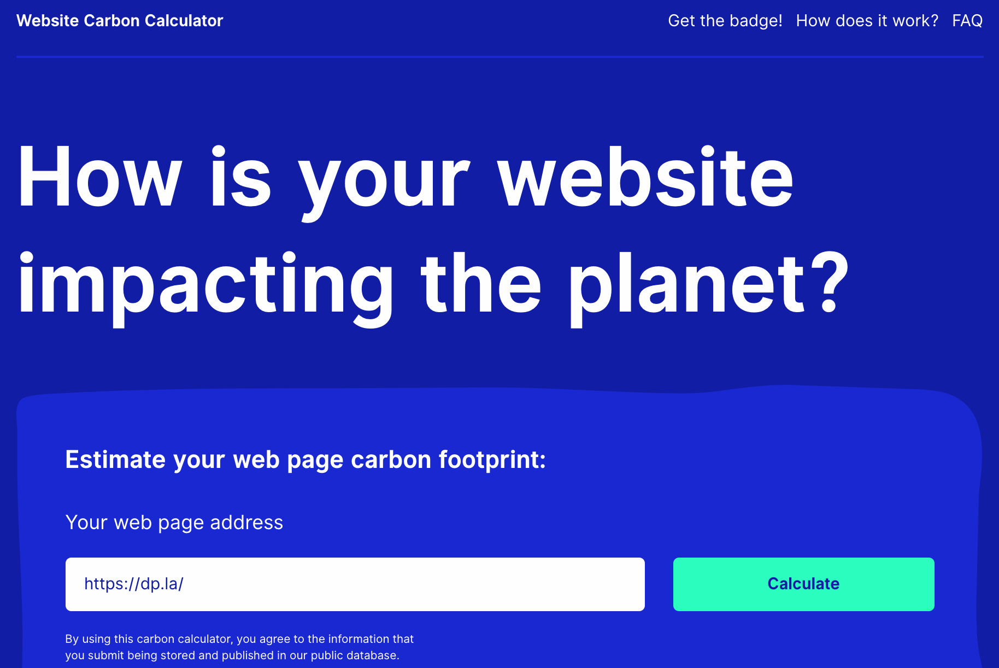 Website Carbon Calculator
Get the badge! How does it work? FAQ
How is your website
impacting the planet?
Estimate your web page carbon footprint:
Your web page address
https://dp.la/
Calculate
By using this carbon calculator, you agree to the information that
you submit being stored and published in our public database.